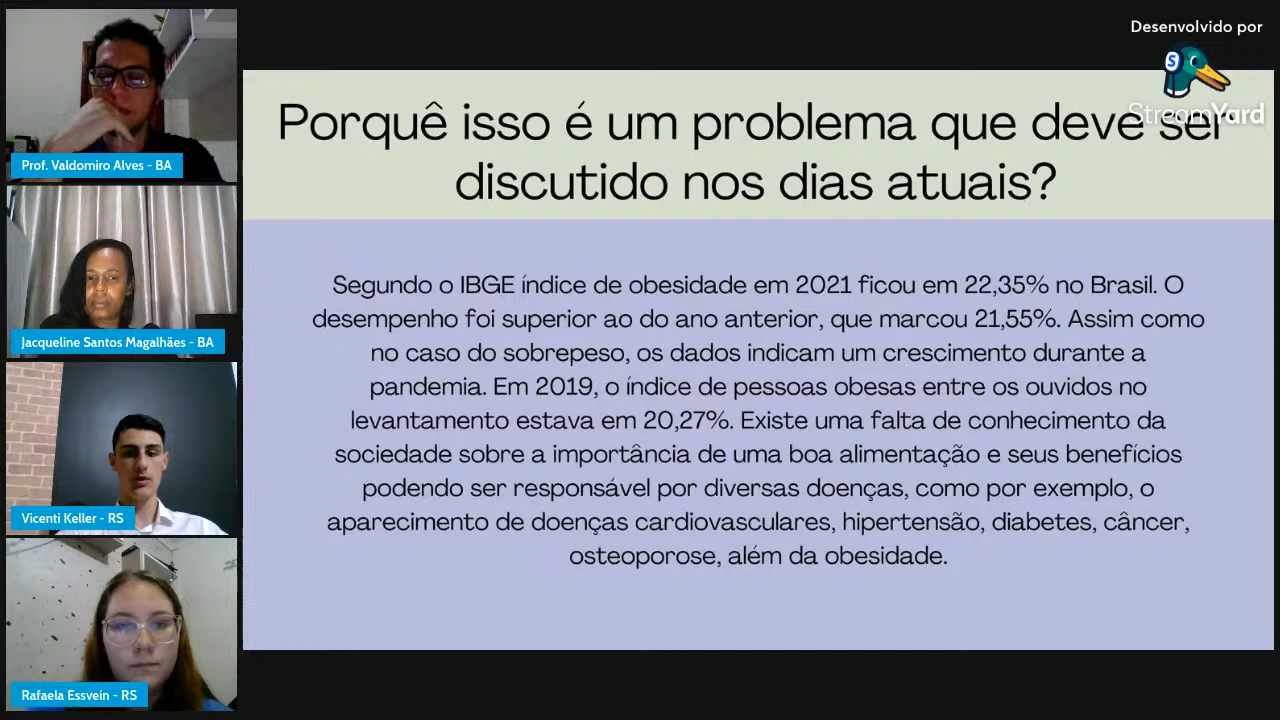 Desenvolvido por
StreamYard
Porquê isso é um problema que deve ser
discutido nos dias atuais?
Segundo o IBGE índice de obesidade em 2021 ficou em 22,35% no Brasil. O
desempenho foi superior ao do ano anterior, que marcou 21,55%. Assim como
no caso do sobrepeso, os dados indicam um crescimento durante a
pandemia. Em 2019, o índice de pessoas obesas entre os ouvidos no
levantamento estava em 20,27%. Existe uma falta de conhecimento da
sociedade sobre a importância de uma boa alimentação e seus benefícios
podendo ser responsável por diversas doenças, como por exemplo, o
aparecimento de doenças cardiovasculares, hipertensão, diabetes, câncer,
osteoporose, além da obesidade.
Prof. Valdomiro Alves - BA
Jacqueline Santos Magalhães - BA
Vicenti Keller - RS
Rafaela Essvein - RS